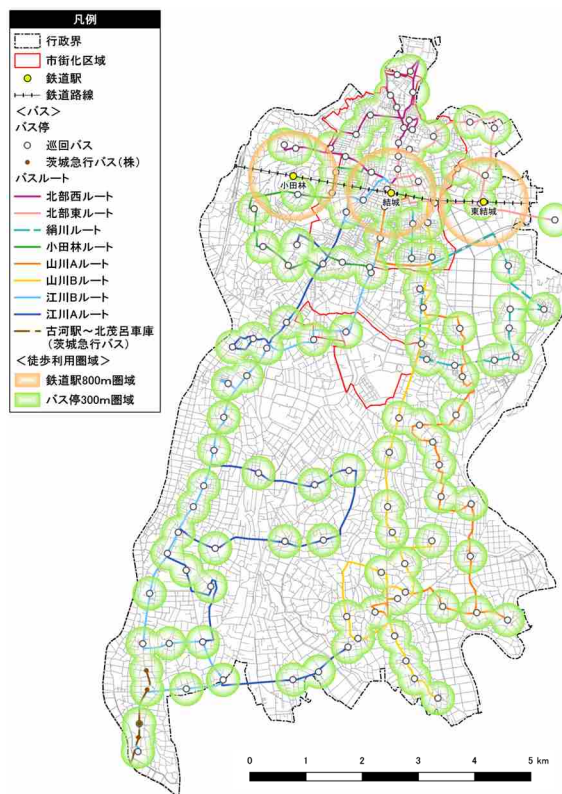 凡例
行政界
市街化区域
鉄道駅
鉄道路線
＜バス＞
バス停
巡回バス
茨城急行バス(株)
バスルート
北部西ルート
北部東ルート
絹川ルート
小田林ルート
山川Aルート
山川Bルート
江川Bルート
江川Aルート
古河駅～北茂呂車庫
(茨城急行バス)
＜徒歩利用圏域＞
鉄道駅800m圏域
バス停300m圏域
小田林
結城
東結城
0 1 2 3 4 5 km